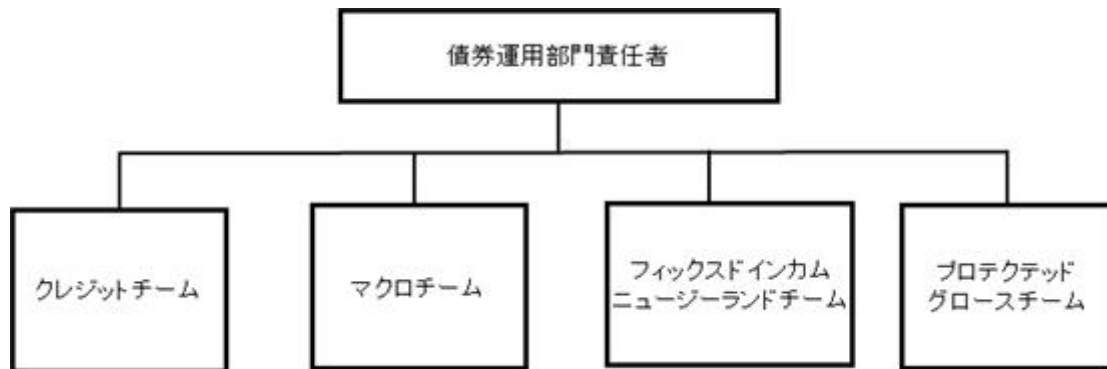 債券運用部門責任者
クレジットチーム
マクロチーム
フィックスドインカム
ニュージーランドチーム
プロテクテッド
グロースチーム